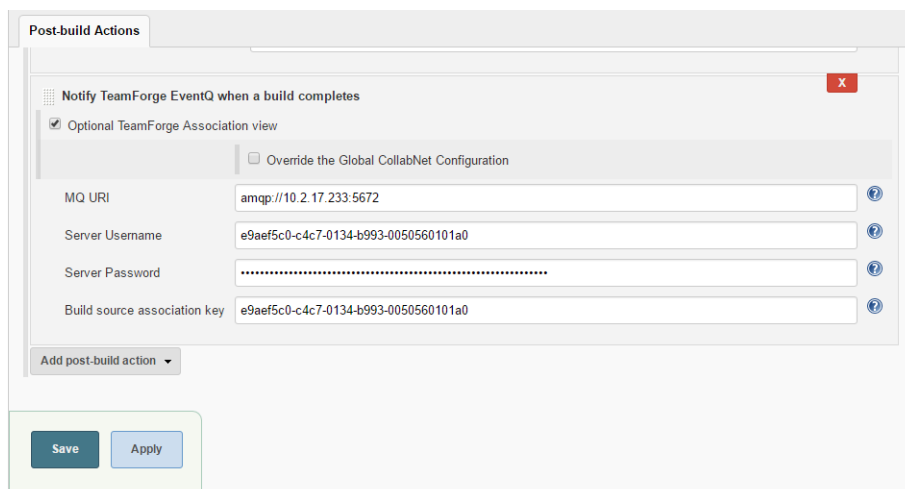 Post-build Actions
X
Notify TeamForge EventQ when a build completes
Optional TeamForge Association view
Override the Global CollabNet Configuration
MQ URI amqp://10.2.17.233:5672
Server Username e9aef5c0-c4c7-0134-b993-0050560101a0
Server Password ••••••••••••••••••••••••••••••••••••••••••••••••••••••••••••••••
Build source association key e9aef5c0-c4c7-0134-b993-0050560101a0
Add post-build action
Save Apply